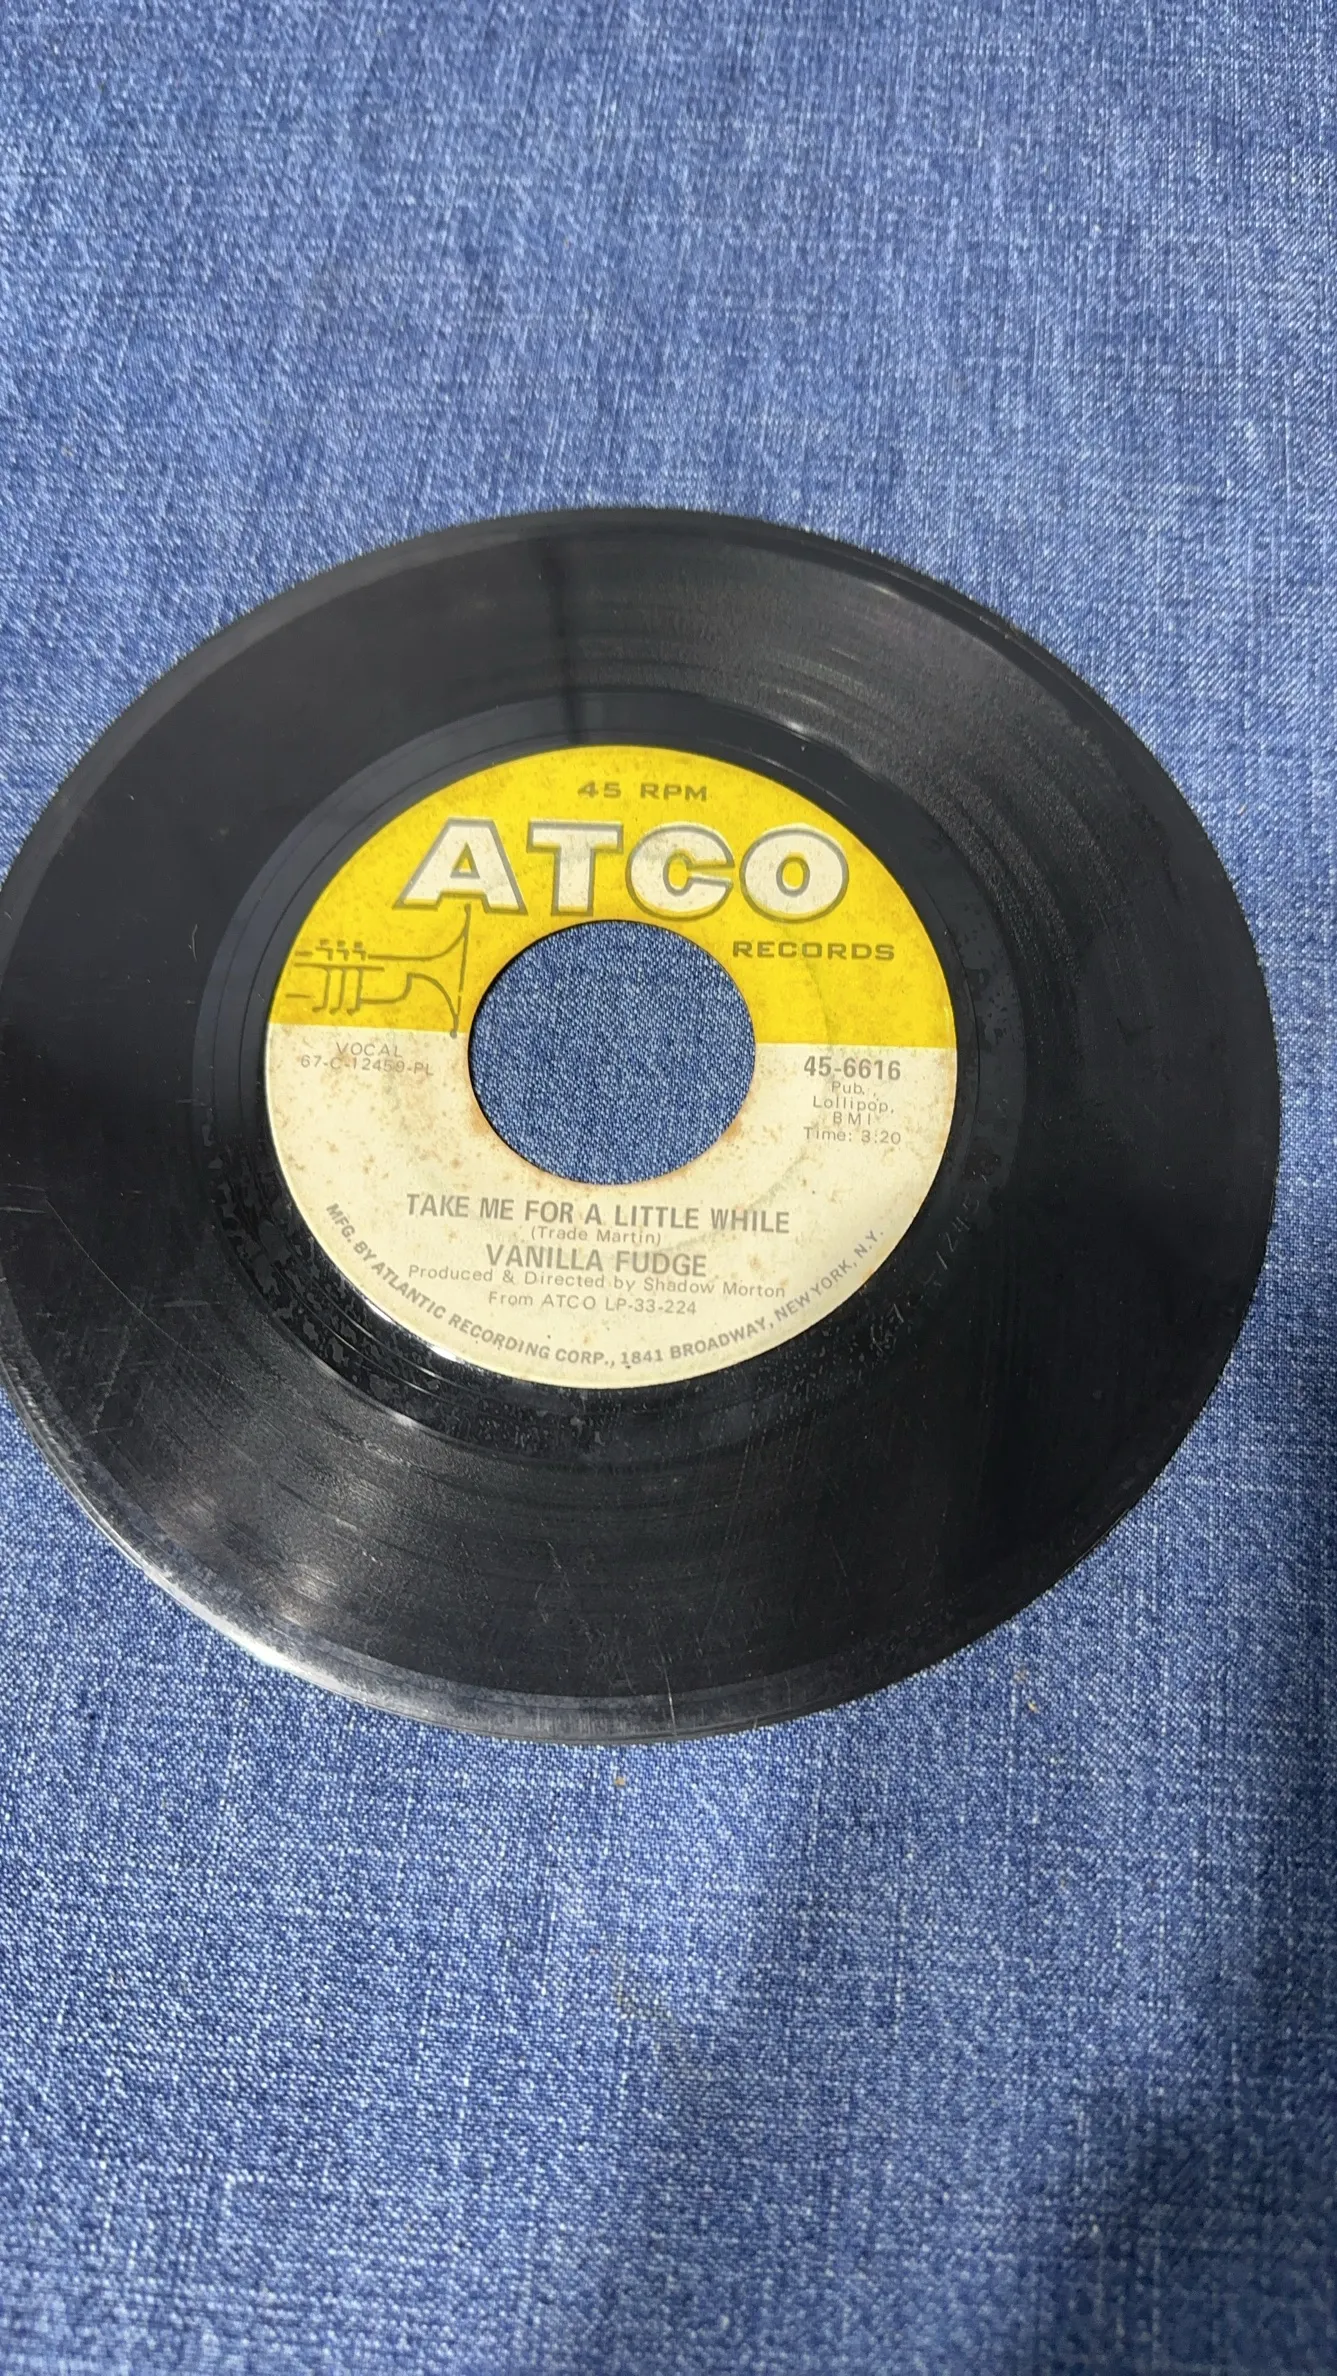 45 RPM
ATCO
RECORDS
VOCAL
67-C-12459-PL
45-6616
Pub.
Lollipop,
BMI
Time: 3:20
TAKE ME FOR A LITTLE WHILE
(Trade Martin)
VANILLA FUDGE
Produced & Directed by Shadow Morton
From ATCO LP-33-224
MFG. BY ATLANTIC RECORDING CORP., 1841 BROADWAY, NEW YORK, N.Y.